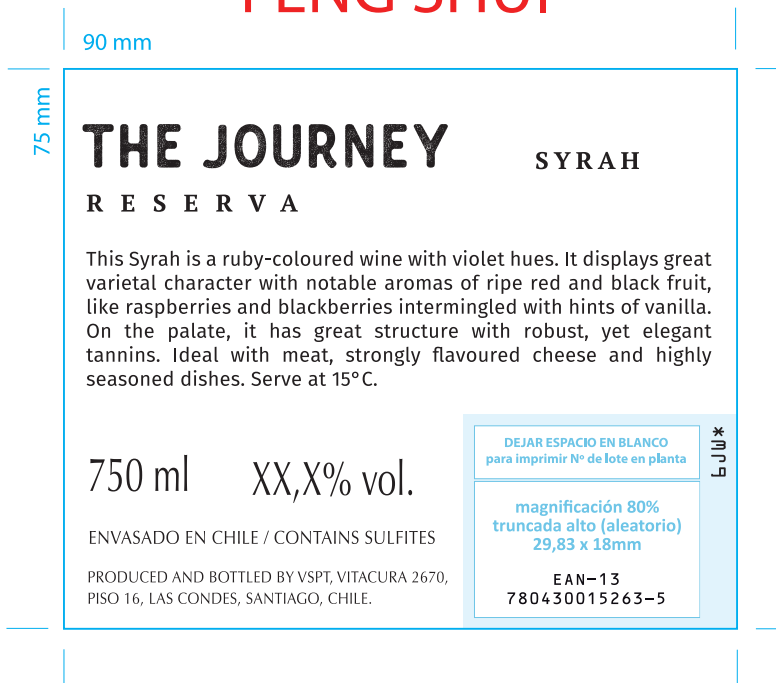 FENG SHUI
90 mm
75 mm
THE JOURNEY
SYRAH
RESERVA
This Syrah is a ruby-coloured wine with violet hues. It displays great
varietal character with notable aromas of ripe red and black fruit,
like raspberries and blackberries intermingled with hints of vanilla.
On the palate, it has great structure with robust, yet elegant
tannins. Ideal with meat, strongly flavoured cheese and highly
seasoned dishes. Serve at 15°C.
750 ml
XX,X% vol.
ENVASADO EN CHILE / CONTAINS SULFITES
PRODUCED AND BOTTLED BY VSPT, VITACURA 2670,
PISO 16, LAS CONDES, SANTIAGO, CHILE.
DEJAR ESPACIO EN BLANCO
para imprimir Nº de lote en planta
magnificación 80%
truncada alto (aleatorio)
29,83 x 18mm
EAN-13
780430015263-5